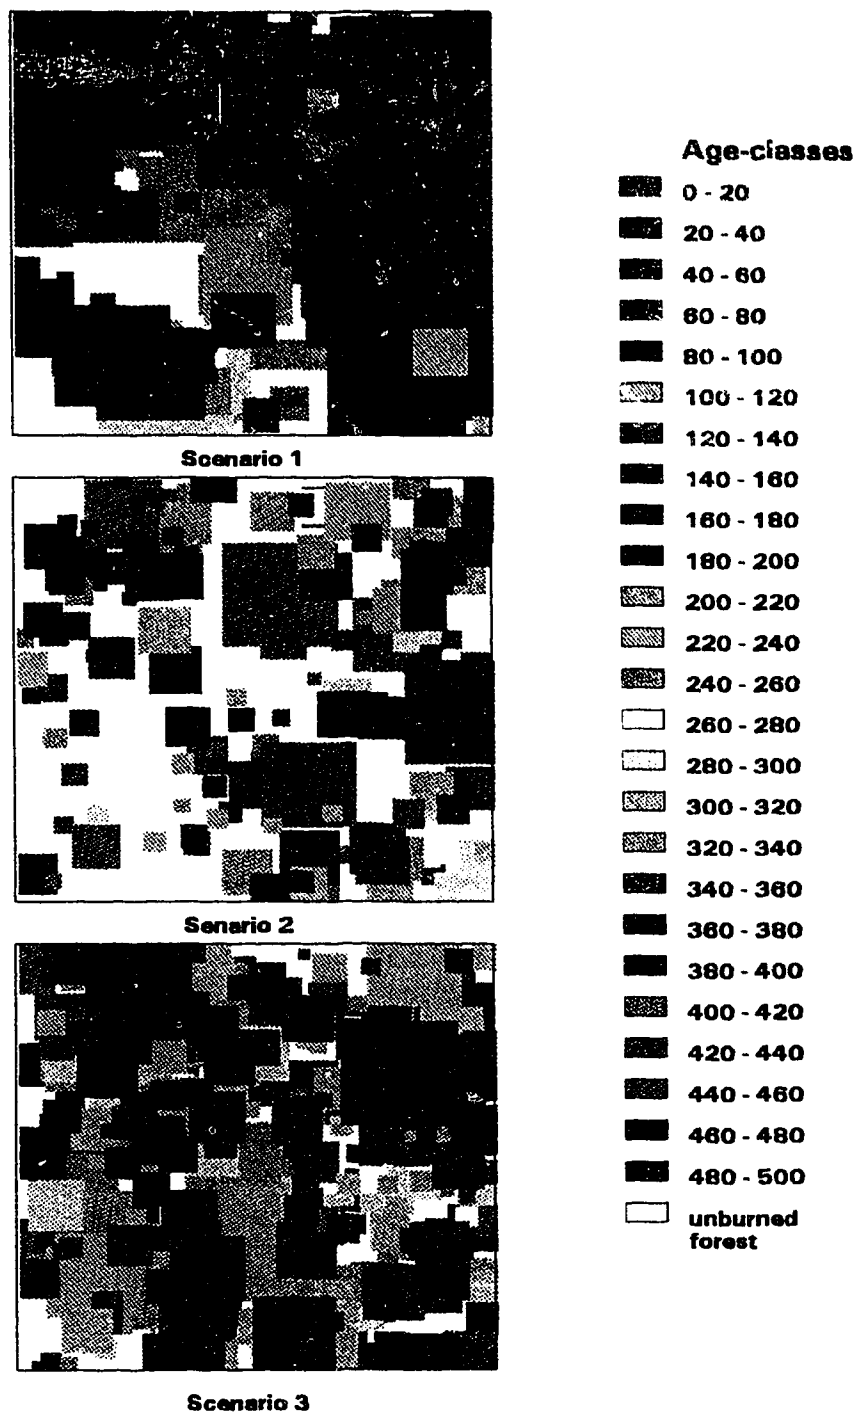 Age-classes
0 - 20
20 - 40
40 - 60
60 - 80
80 - 100
100 - 120
120 - 140
140 - 160
160 - 180
180 - 200
200 - 220
220 - 240
240 - 260
260 - 280
280 - 300
300 - 320
320 - 340
340 - 360
360 - 380
380 - 400
400 - 420
420 - 440
440 - 460
460 - 480
480 - 500
unburned
forest
Scenario 1
Senario 2
Scenario 3